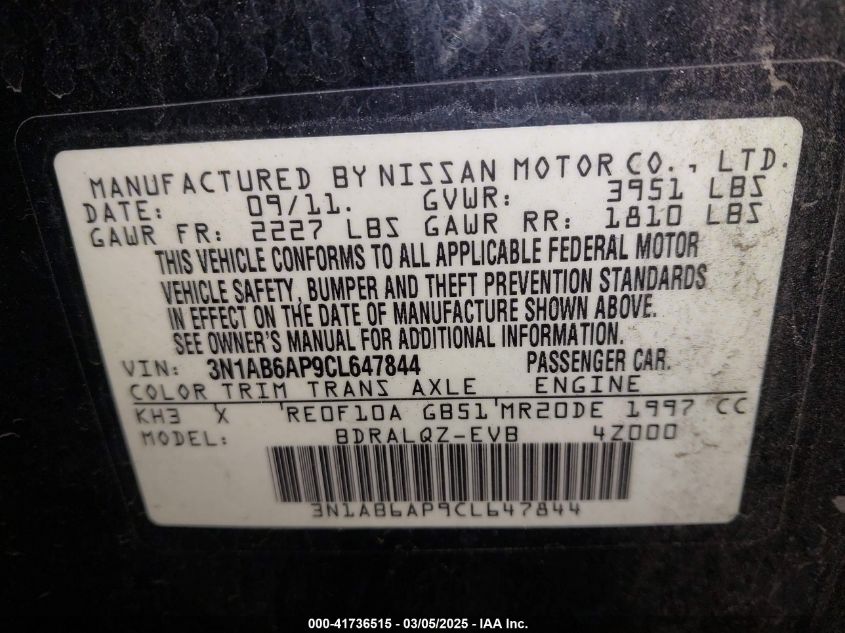 MANUFACTURED BY NISSAN MOTOR CO., LTD.
DATE: 09/11. GVWR: 3951 LBS
GAWR FR: 2227 LBS GAWR RR: 1810 LBS
THIS VEHICLE CONFORMS TO ALL APPLICABLE FEDERAL MOTOR
VEHICLE SAFETY, BUMPER AND THEFT PREVENTION STANDARDS
IN EFFECT ON THE DATE OF MANUFACTURE SHOWN ABOVE.
SEE OWNER'S MANUAL FOR ADDITIONAL INFORMATION.
VIN: 3N1AB6AP9CL647844 PASSENGER CAR.
COLOR TRIM TRANS AXLE ENGINE
KH3 X 'RE0F10A GB51'MR20DE 1997 CC
MODEL: BDRALQZ-EVB 4Z000
3N1AB6AP9CL647844
000-41736515 - 03/05/2025 - IAA Inc.